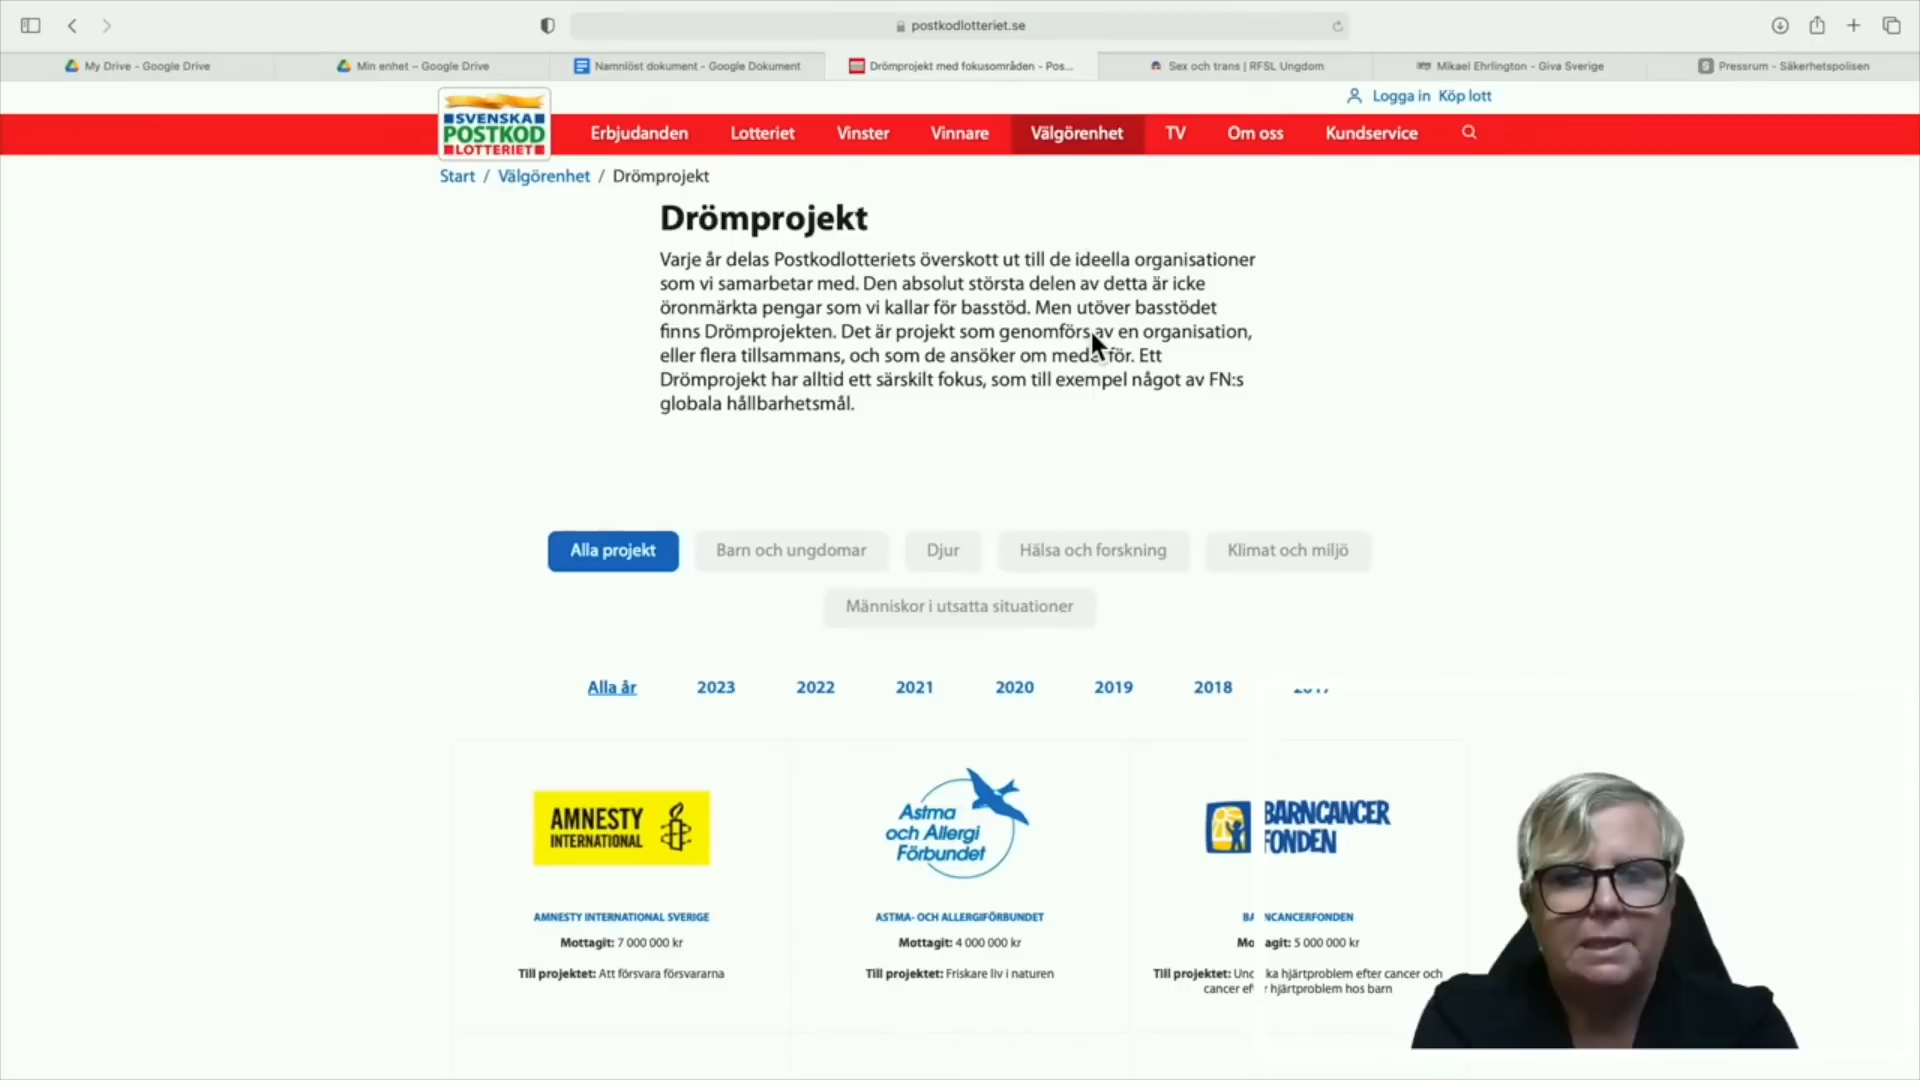 postkodlotteriet.se
My Drive - Google Drive
Min enhet – Google Drive
Namnlöst dokument - Google Dokument
Drömprojekt med fokusområden - Pos...
Sex och trans | RFSL Ungdom
Mikael Ehrlington - Giva Sverige
Pressrum - Säkerhetspolisen
Logga in Köp lott
SVENSKA
POSTKOD
LOTTERIET
Erbjudanden Lotteriet Vinster Vinnare Välgörenhet TV Om oss Kundservice
Start / Välgörenhet / Drömprojekt
Drömprojekt
Varje år delas Postkodlotteriets överskott ut till de ideella organisationer
som vi samarbetar med. Den absolut största delen av detta är icke
öronmärkta pengar som vi kallar för basstöd. Men utöver basstödet
finns Drömprojekten. Det är projekt som genomförs av en organisation,
eller flera tillsammans, och som de ansöker om medel för. Ett
Drömprojekt har alltid ett särskilt fokus, som till exempel något av FN:s
globala hållbarhetsmål.
Alla projekt Barn och ungdomar Djur Hälsa och forskning Klimat och miljö
Människor i utsatta situationer
Alla år 2023 2022 2021 2020 2019 2018
AMNESTY
INTERNATIONAL
Astma
och Allergi
Förbundet
BARNCANCER
FONDEN
AMNESTY INTERNATIONAL SVERIGE
Mottagit: 7 000 000 kr
Till projektet: Att försvara försvararna
ASTMA- OCH ALLERGIFÖRBUNDET
Mottagit: 4 000 000 kr
Till projektet: Friskare liv i naturen
BA NCANCERFONDEN
Mo agit: 5 000 000 kr
Till projektet: Und ka hjärtproblem efter cancer och
cancer ef r hjärtproblem hos barn